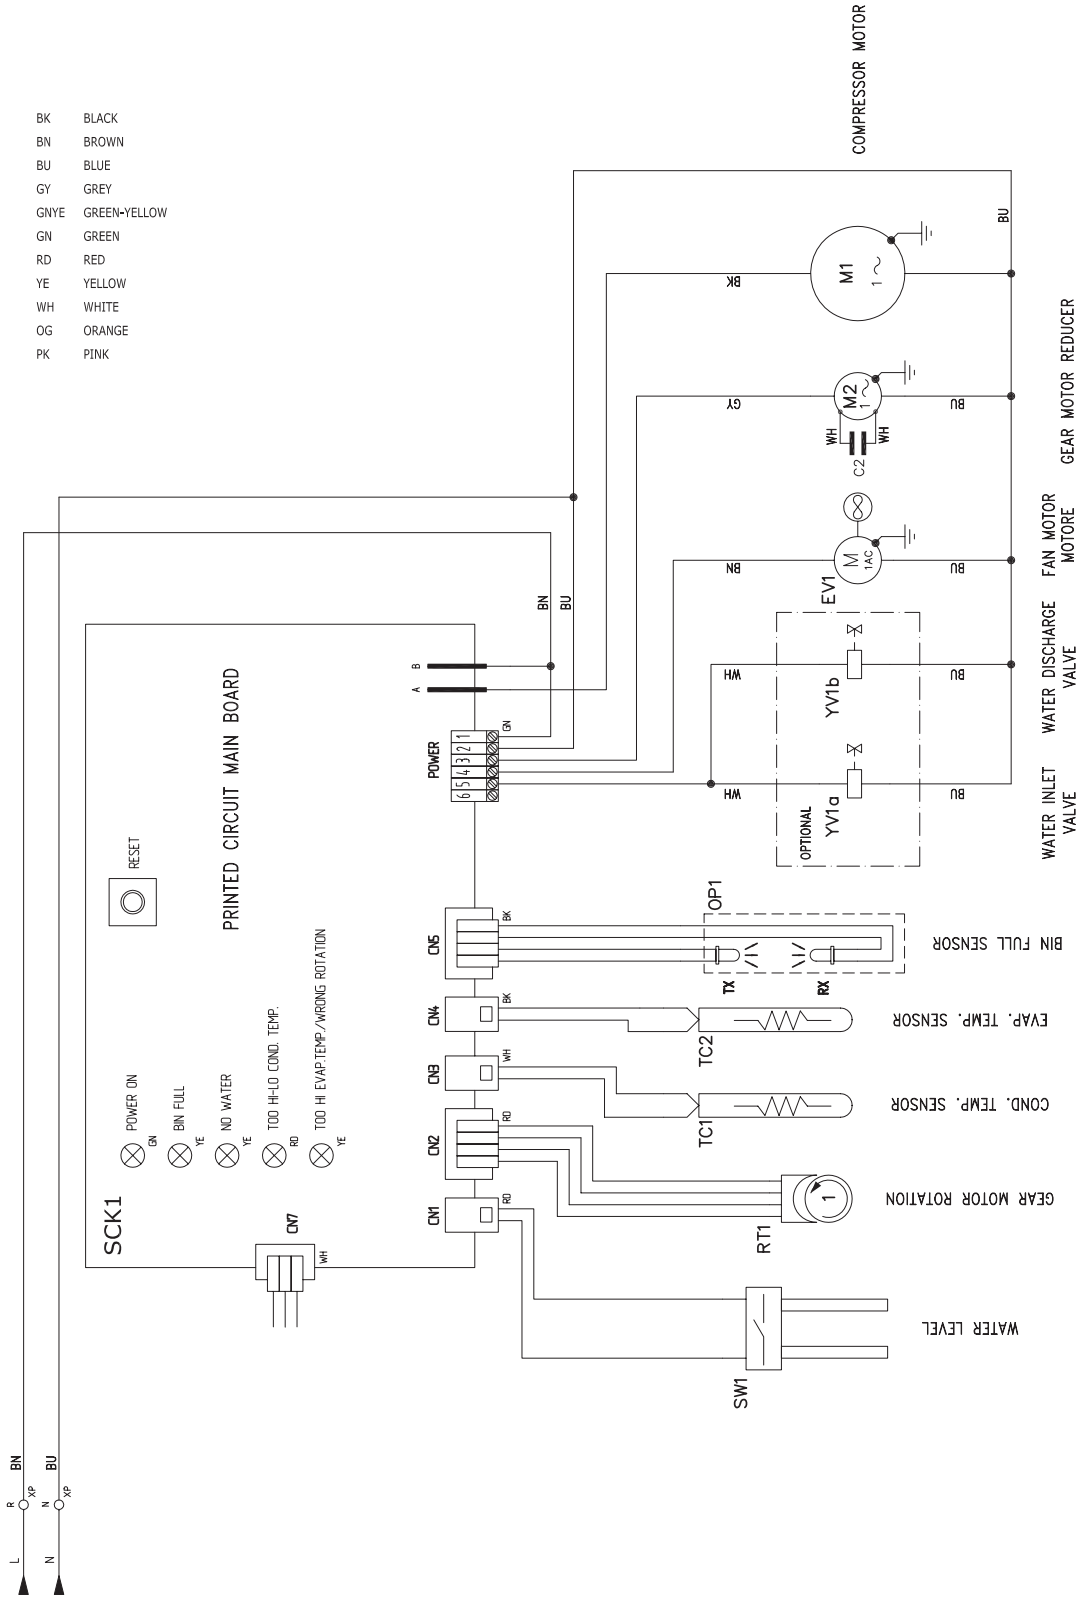 BK BLACK
BN BROWN
BU BLUE
GY GREY
GNYE GREEN-YELLOW
GN GREEN
RD RED
YE YELLOW
WH WHITE
OG ORANGE
PK PINK
L
N
R
XP
N
XP
BN
BU
SCK1
PRINTED CIRCUIT MAIN BOARD
RESET
POWER ON
GN
BIN FULL
YE
NO WATER
YE
TOO HI-LO COND. TEMP.
RD
TOO HI EVAP.TEMP./WRONG ROTATION
YE
CN7
WH
CN1
RD
CN2
RD
CN3
WH
CN4
BK
CN5
BK
POWER
6 5 4 3 2 1
GN
A
B
BN
BU
SW1
WATER LEVEL
RT1
1
GEAR MOTOR ROTATION
TC1
COND. TEMP. SENSOR
TC2
EVAP. TEMP. SENSOR
OP1
TX
RX
BIN FULL SENSOR
OPTIONAL
WH
YV1a
BU
WATER INLET
VALVE
WH
YV1b
BU
WATER DISCHARGE
VALVE
BN
EV1
M
1AC
BU
FAN MOTOR
MOTORE
GY
M2
1
WH
WH
C2
BU
GEAR MOTOR REDUCER
BK
M1
1
BU
COMPRESSOR MOTOR